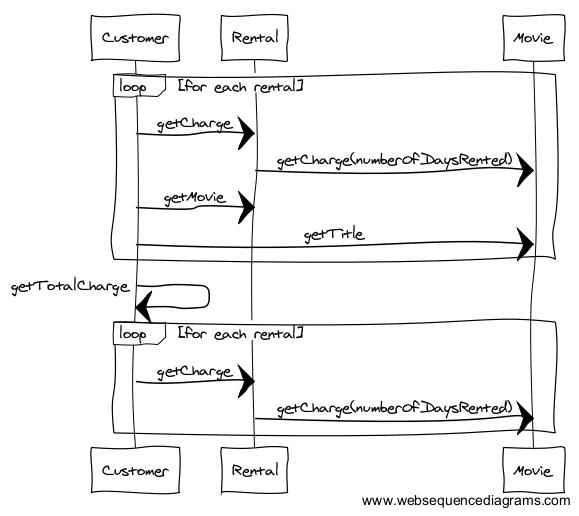 Customer Rental Movie
loop [for each rental]
getCharge
getCharge(numberOfDaysRented)
getMovie
getTitle
getTotalCharge
loop [for each rental]
getCharge
getCharge(numberOfDaysRented)
Customer Rental Movie
www.websequencediagrams.com